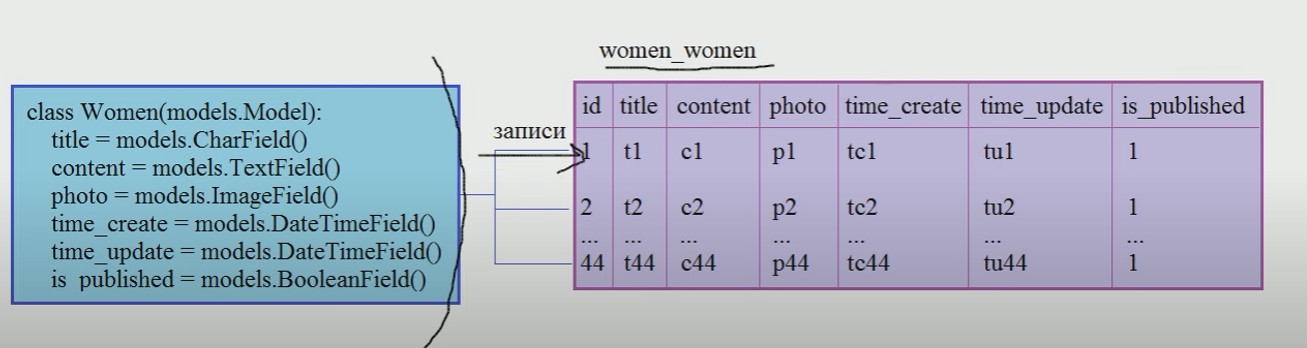 women_women
class Women(models.Model):
title = models.CharField()
content = models.TextField()
photo = models.ImageField()
time_create = models.DateTimeField()
time_update = models.DateTimeField()
is_published = models.BooleanField()
записи
id title content photo time_create time_update is_published
1 t1 c1 p1 tc1 tu1 1
2 t2 c2 p2 tc2 tu2 1
... ... ... ... ... ... ...
44 t44 c44 p44 tc44 tu44 1